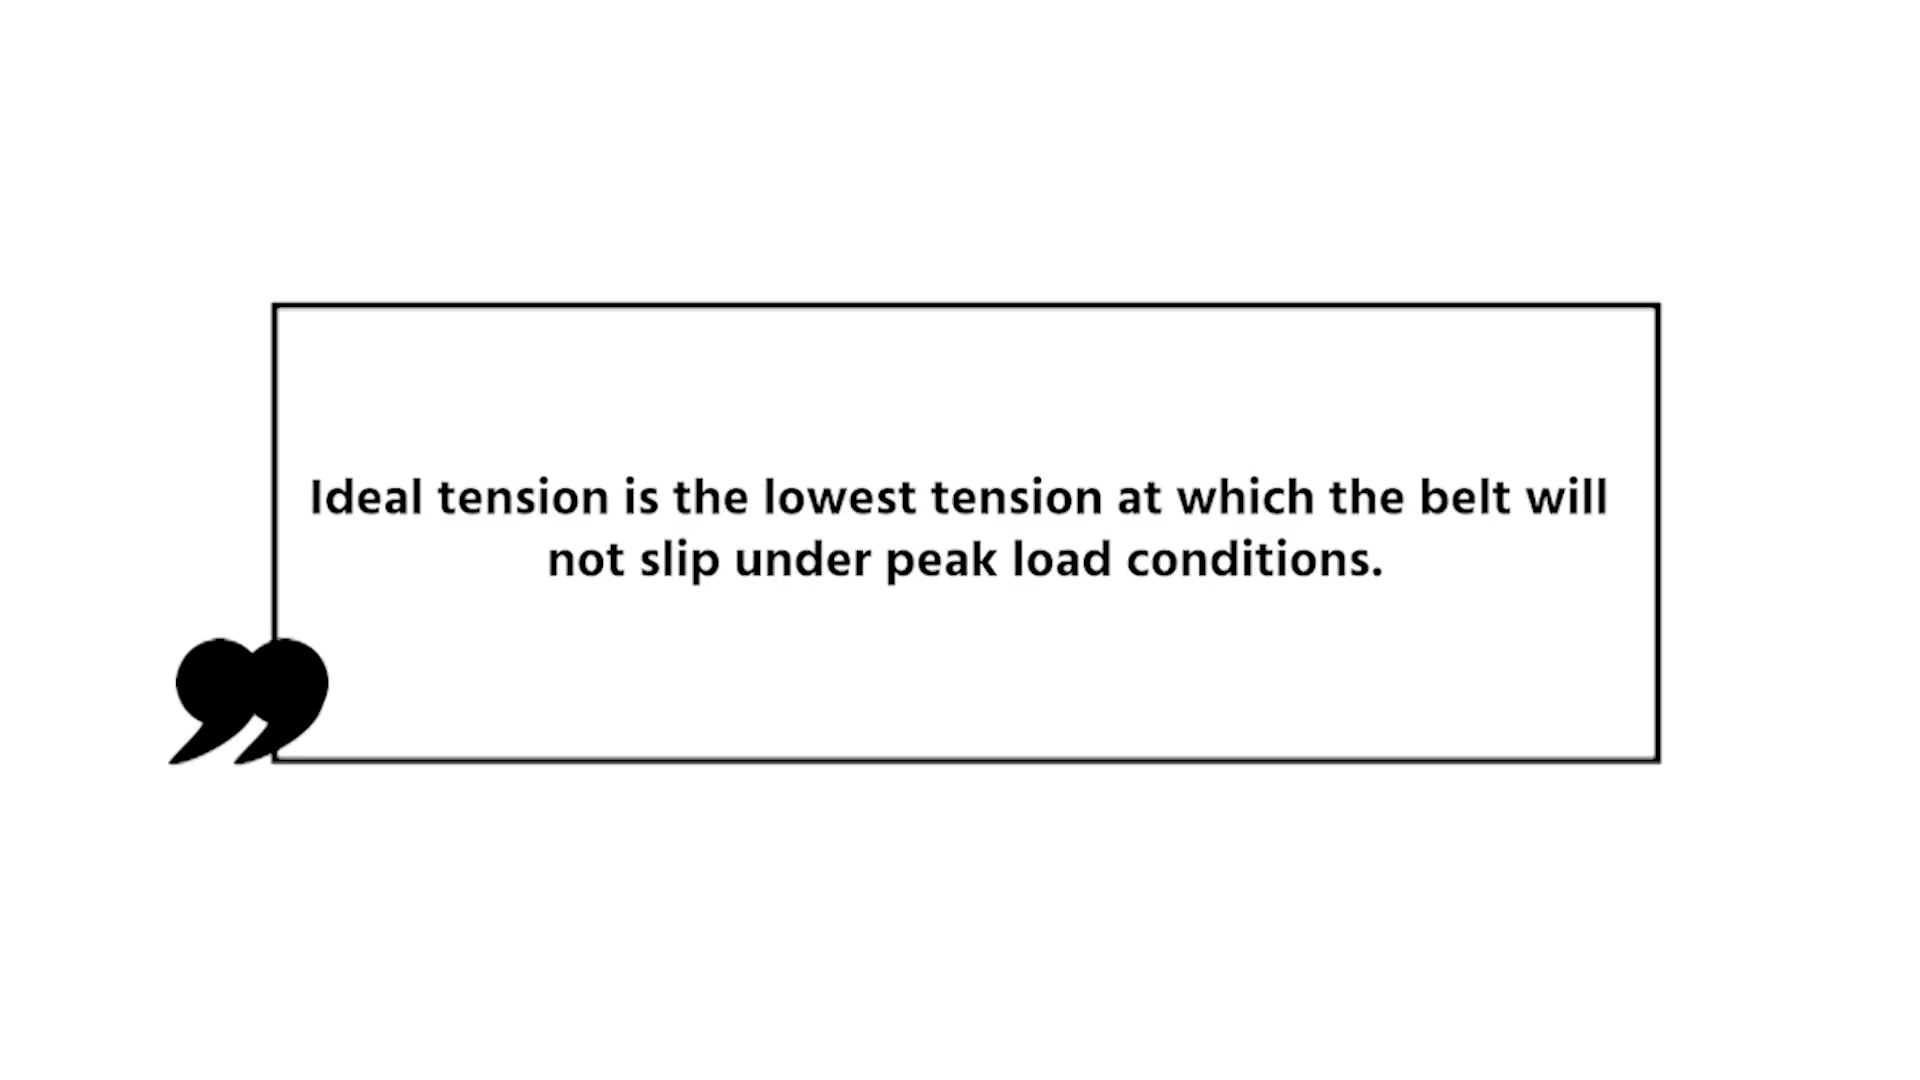 Ideal tension is the lowest tension at which the belt will
not slip under peak load conditions.